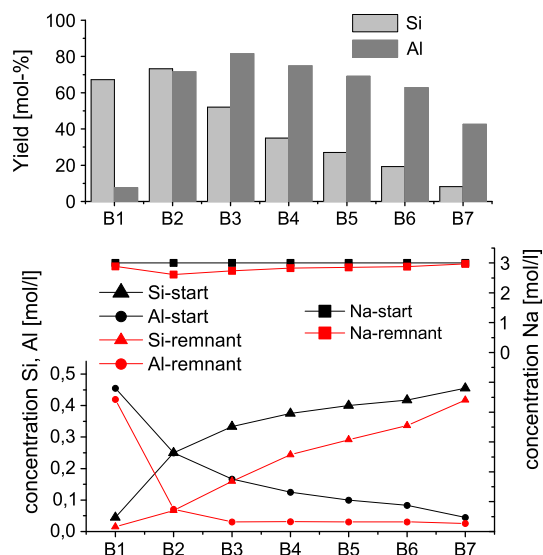 Yield [mol-%]
100
80
60
40
20
0
Si
Al
B1 B2 B3 B4 B5 B6 B7
concentration Si, Al [mol/l]
Si-start
Al-start
Si-remnant
Al-remnant
Na-start
Na-remnant
3
2
1
0
concentration Na [mol/l]
0,5
0,4
0,3
0,2
0,1
0,0
B1 B2 B3 B4 B5 B6 B7